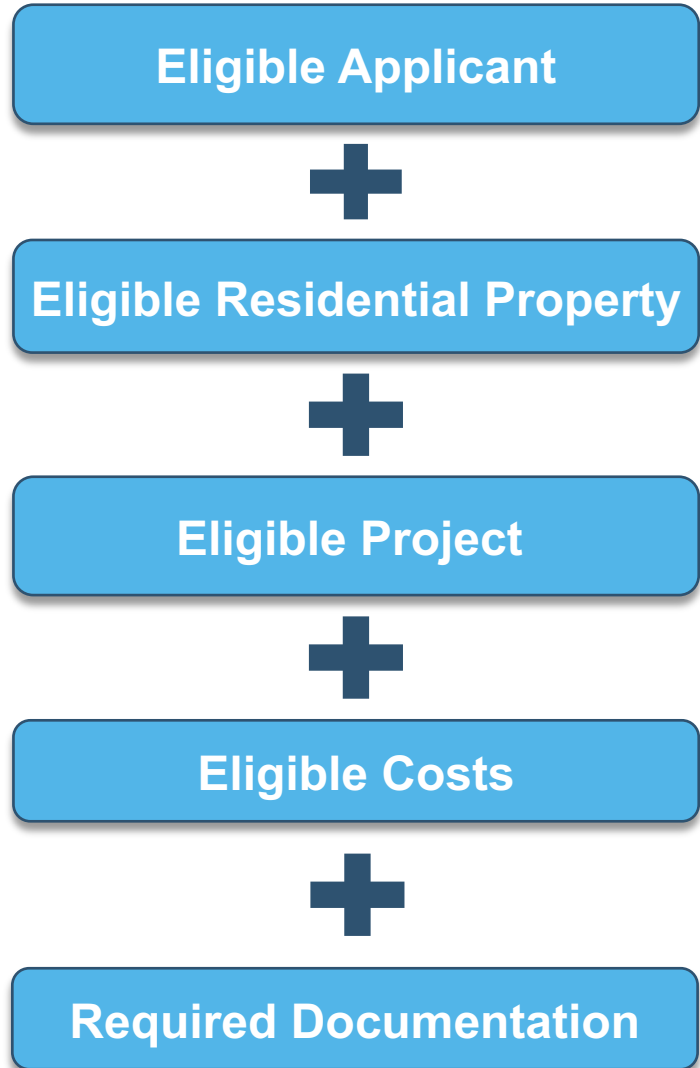 Eligible Applicant
Eligible Residential Property
Eligible Project
Eligible Costs
Required Documentation